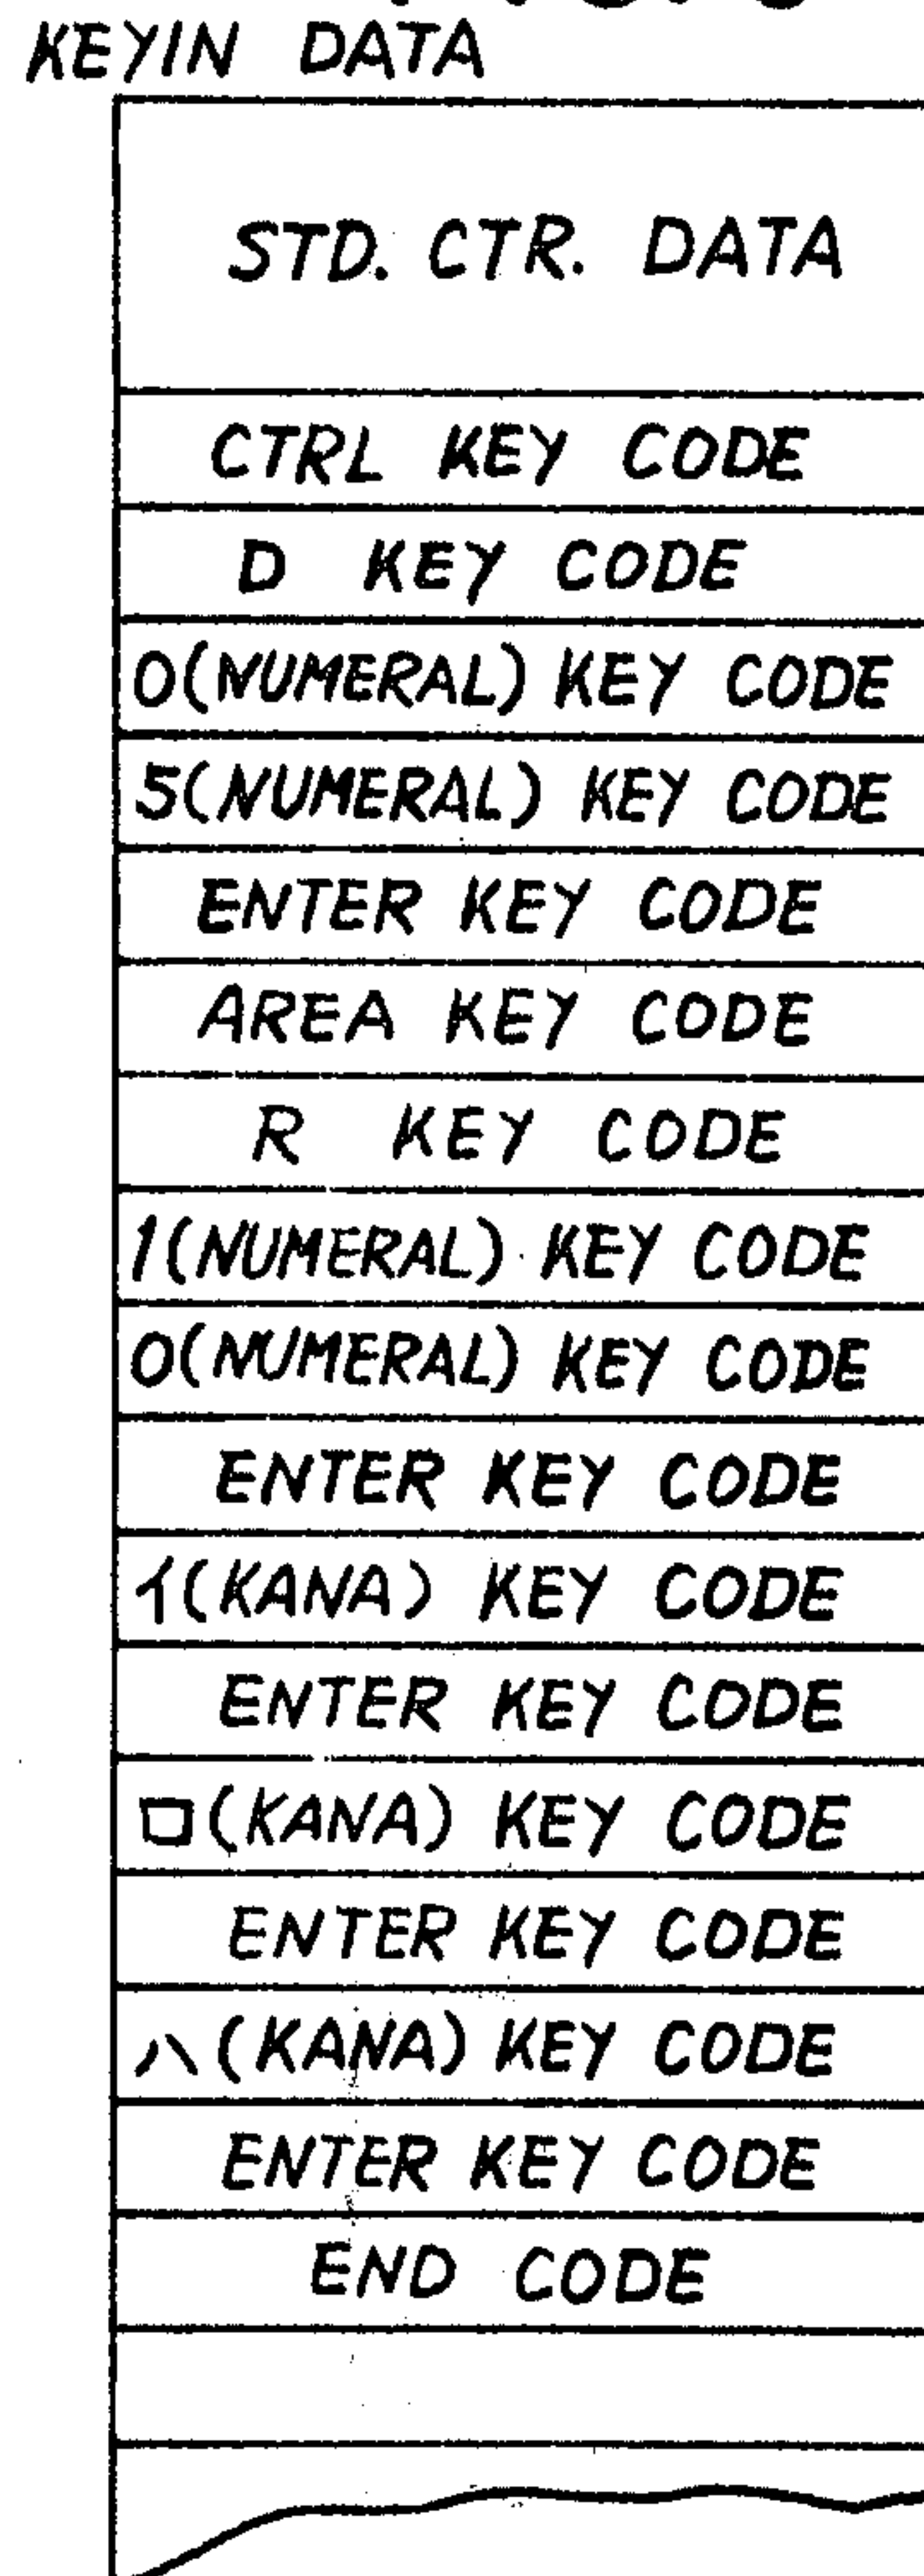 KEYIN DATA
STD. CTR. DATA
CTRL KEY CODE
D KEY CODE
0(NUMERAL) KEY CODE
5(NUMERAL) KEY CODE
ENTER KEY CODE
AREA KEY CODE
R KEY CODE
1(NUMERAL) KEY CODE
0(NUMERAL) KEY CODE
ENTER KEY CODE
イ(KANA) KEY CODE
ENTER KEY CODE
ロ(KANA) KEY CODE
ENTER KEY CODE
ハ(KANA) KEY CODE
ENTER KEY CODE
END CODE